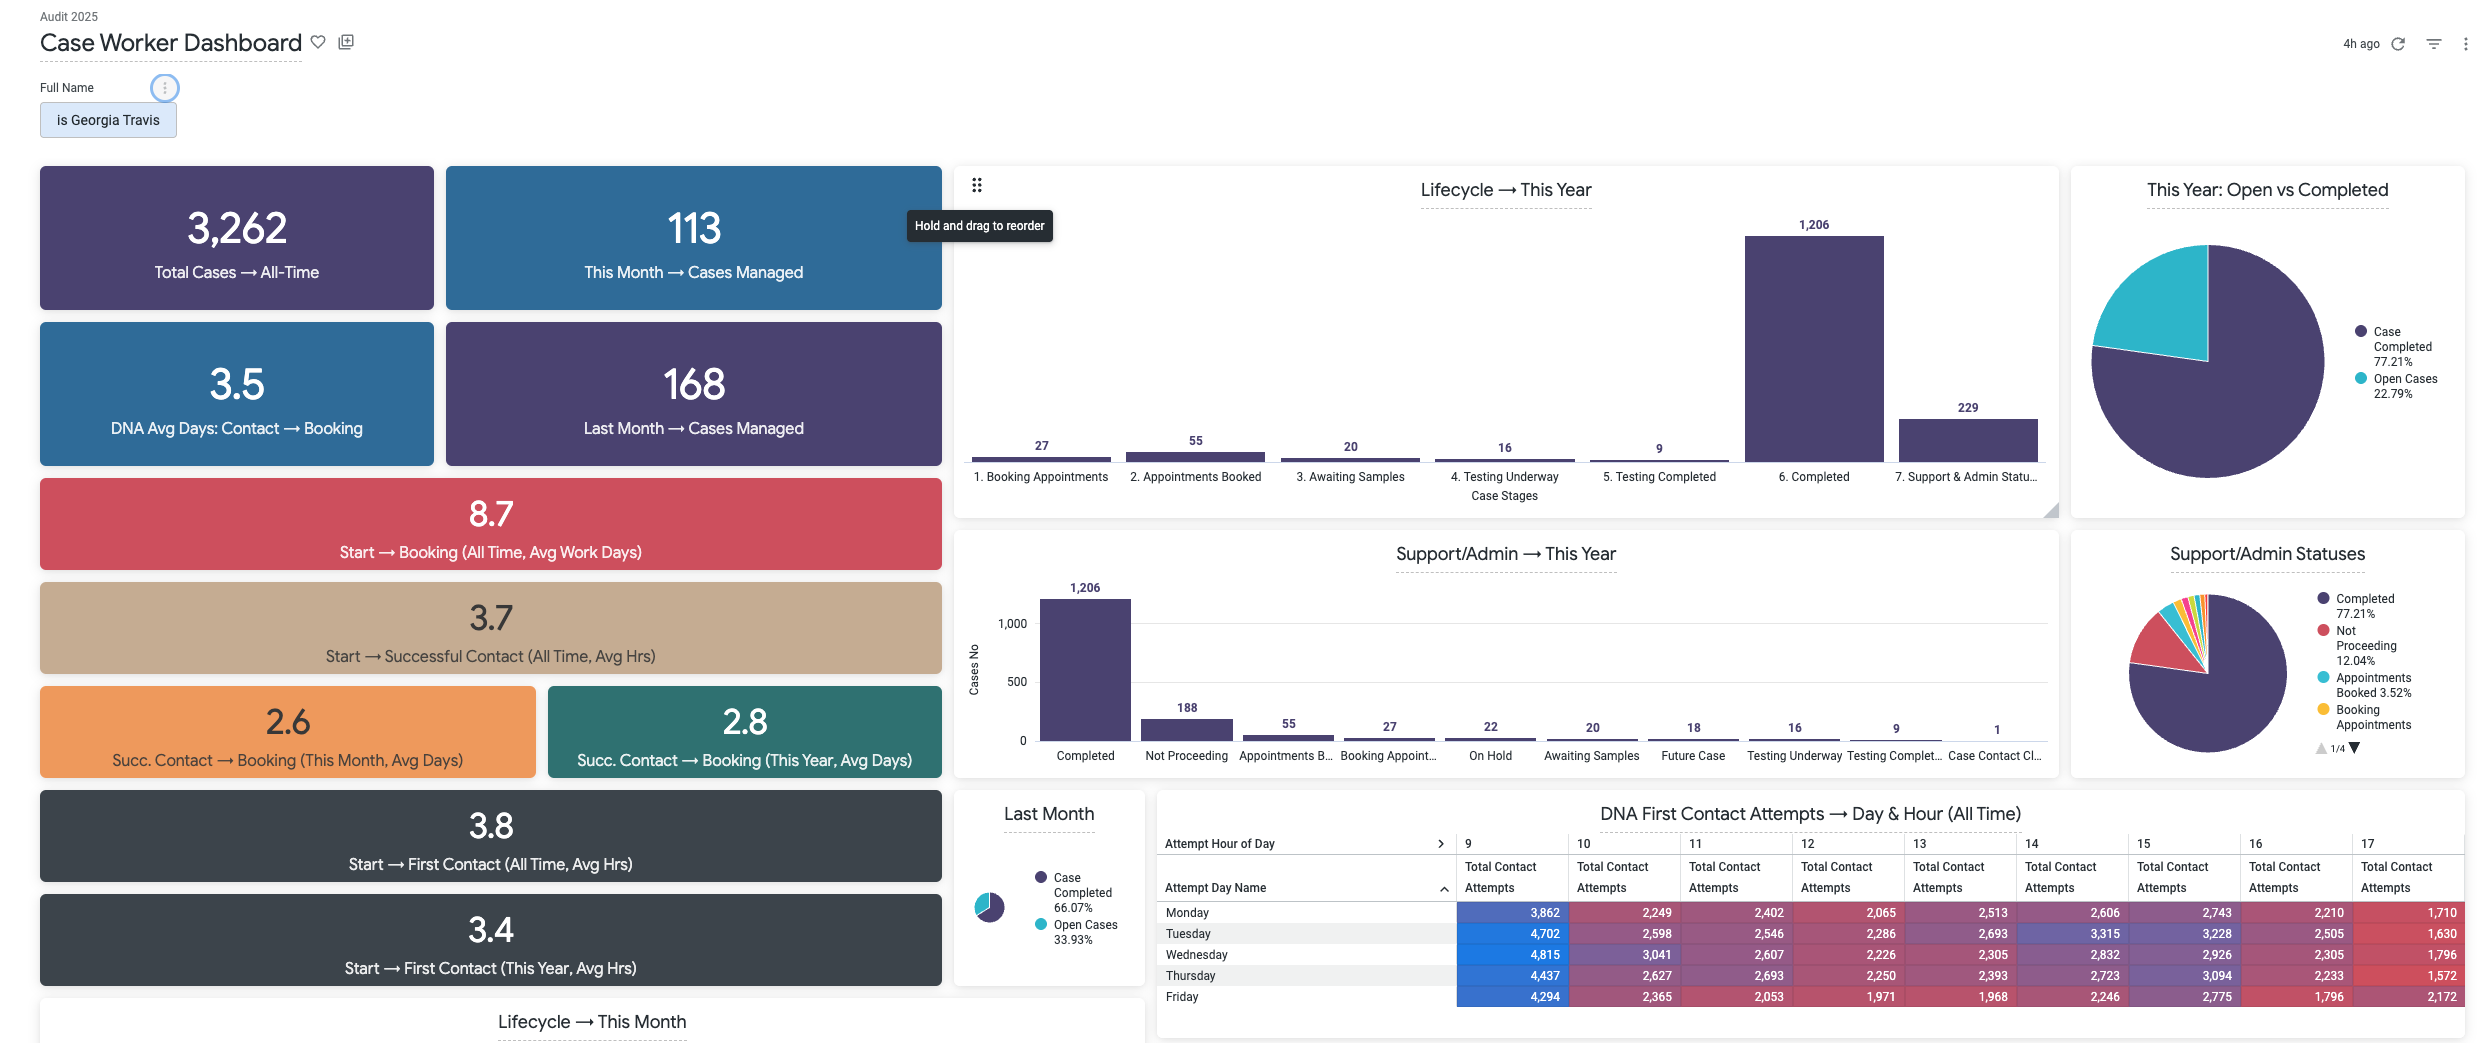 Audit 2025
Case Worker Dashboard
4h ago
Full Name
is Georgia Travis
3,262
Total Cases → All-Time
113
This Month → Cases Managed
3.5
DNA Avg Days: Contact → Booking
168
Last Month → Cases Managed
8.7
Start → Booking (All Time, Avg Work Days)
3.7
Start → Successful Contact (All Time, Avg Hrs)
2.6
Succ. Contact → Booking (This Month, Avg Days)
2.8
Succ. Contact → Booking (This Year, Avg Days)
3.8
Start → First Contact (All Time, Avg Hrs)
3.4
Start → First Contact (This Year, Avg Hrs)
Lifecycle → This Month
Hold and drag to reorder
Lifecycle → This Year
27 55 20 16 9 1,206 229
1. Booking Appointments 2. Appointments Booked 3. Awaiting Samples 4. Testing Underway 5. Testing Completed 6. Completed 7. Support & Admin Statu...
Case Stages
This Year: Open vs Completed
Case
Completed
77.21%
Open Cases
22.79%
Support/Admin → This Year
Cases No
1,000
500
0
1,206 188 55 27 22 20 18 16 9 1
Completed Not Proceeding Appointments B... Booking Appoint... On Hold Awaiting Samples Future Case Testing Underway Testing Complet... Case Contact Cl...
Support/Admin Statuses
Completed
77.21%
Not
Proceeding
12.04%
Appointments
Booked 3.52%
Booking
Appointments
1/4
Last Month
Case
Completed
66.07%
Open Cases
33.93%
DNA First Contact Attempts → Day & Hour (All Time)
Attempt Hour of Day 9 10 11 12 13 14 15 16 17
Total Contact Total Contact Total Contact Total Contact Total Contact Total Contact Total Contact Total Contact Total Contact
Attempt Day Name Attempts Attempts Attempts Attempts Attempts Attempts Attempts Attempts Attempts
Monday 3,862 2,249 2,402 2,065 2,513 2,606 2,743 2,210 1,710
Tuesday 4,702 2,598 2,546 2,286 2,693 3,315 3,228 2,505 1,630
Wednesday 4,815 3,041 2,607 2,226 2,305 2,832 2,926 2,305 1,796
Thursday 4,437 2,627 2,693 2,250 2,393 2,723 3,094 2,233 1,572
Friday 4,294 2,365 2,053 1,971 1,968 2,246 2,775 1,796 2,172